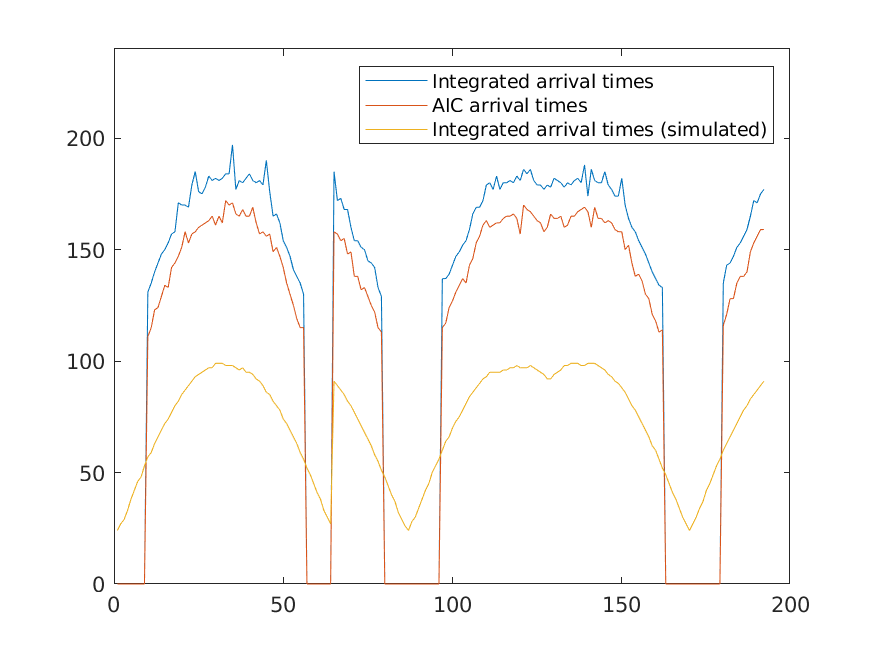 Integrated arrival times
AIC arrival times
Integrated arrival times (simulated)
200
150
100
50
0
0 50 100 150 200